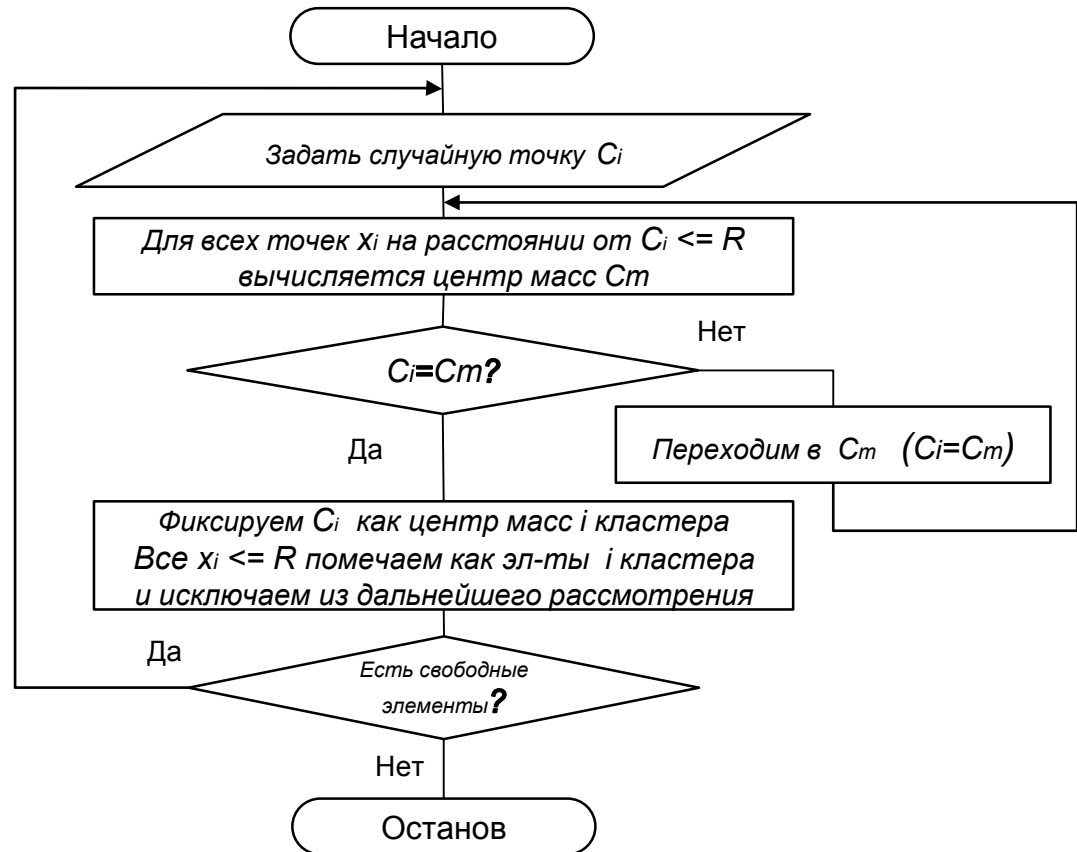 Начало
Задать случайную точку Ci
Для всех точек xi на расстоянии от Ci <= R
вычисляется центр масс Cm
Нет
Ci=Cm?
Да
Переходим в Cm (Ci=Cm)
Фиксируем Ci как центр масс i кластера
Все xi <= R помечаем как эл-ты i кластера
и исключаем из дальнейшего рассмотрения
Да
Есть свободные
элементы?
Нет
Останов